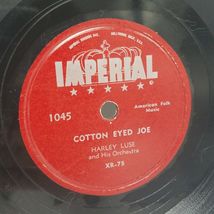 IMPERIAL
1045
American Folk
Music
COTTON EYED JOE
HARLEY LUSE
and His Orchestra
XR-75